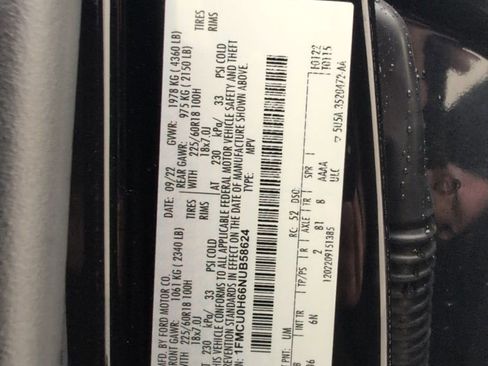 MFD. BY FORD MOTOR CO.
DATE: 09/22 GVWR: 1978 KG ( 4360 LB)
FRONT GAWR: 1061 KG ( 2340 LB) REAR GAWR: 975 KG ( 2150 LB)
225/60R18 100H TIRES WITH 225/60R18 100H TIRES
18x7.0J RIMS 18x7.0J RIMS
AT 230 kPa/ 33 PSI COLD AT 230 kPa/ 33 PSI COLD
THIS VEHICLE CONFORMS TO ALL APPLICABLE FEDERAL MOTOR VEHICLE SAFETY AND THEFT
PREVENTION STANDARDS IN EFFECT ON THE DATE OF MANUFACTURE SHOWN ABOVE.
1FMCU0H66NUB58624 TYPE: MPV
EXT PNT: UM RC: 52 DSO:
INT TR TP/PS R AXLE TR SPR
6N 2 81 B AAAA
ULC
1202209151385
▽ 5U5A-3520472-AA